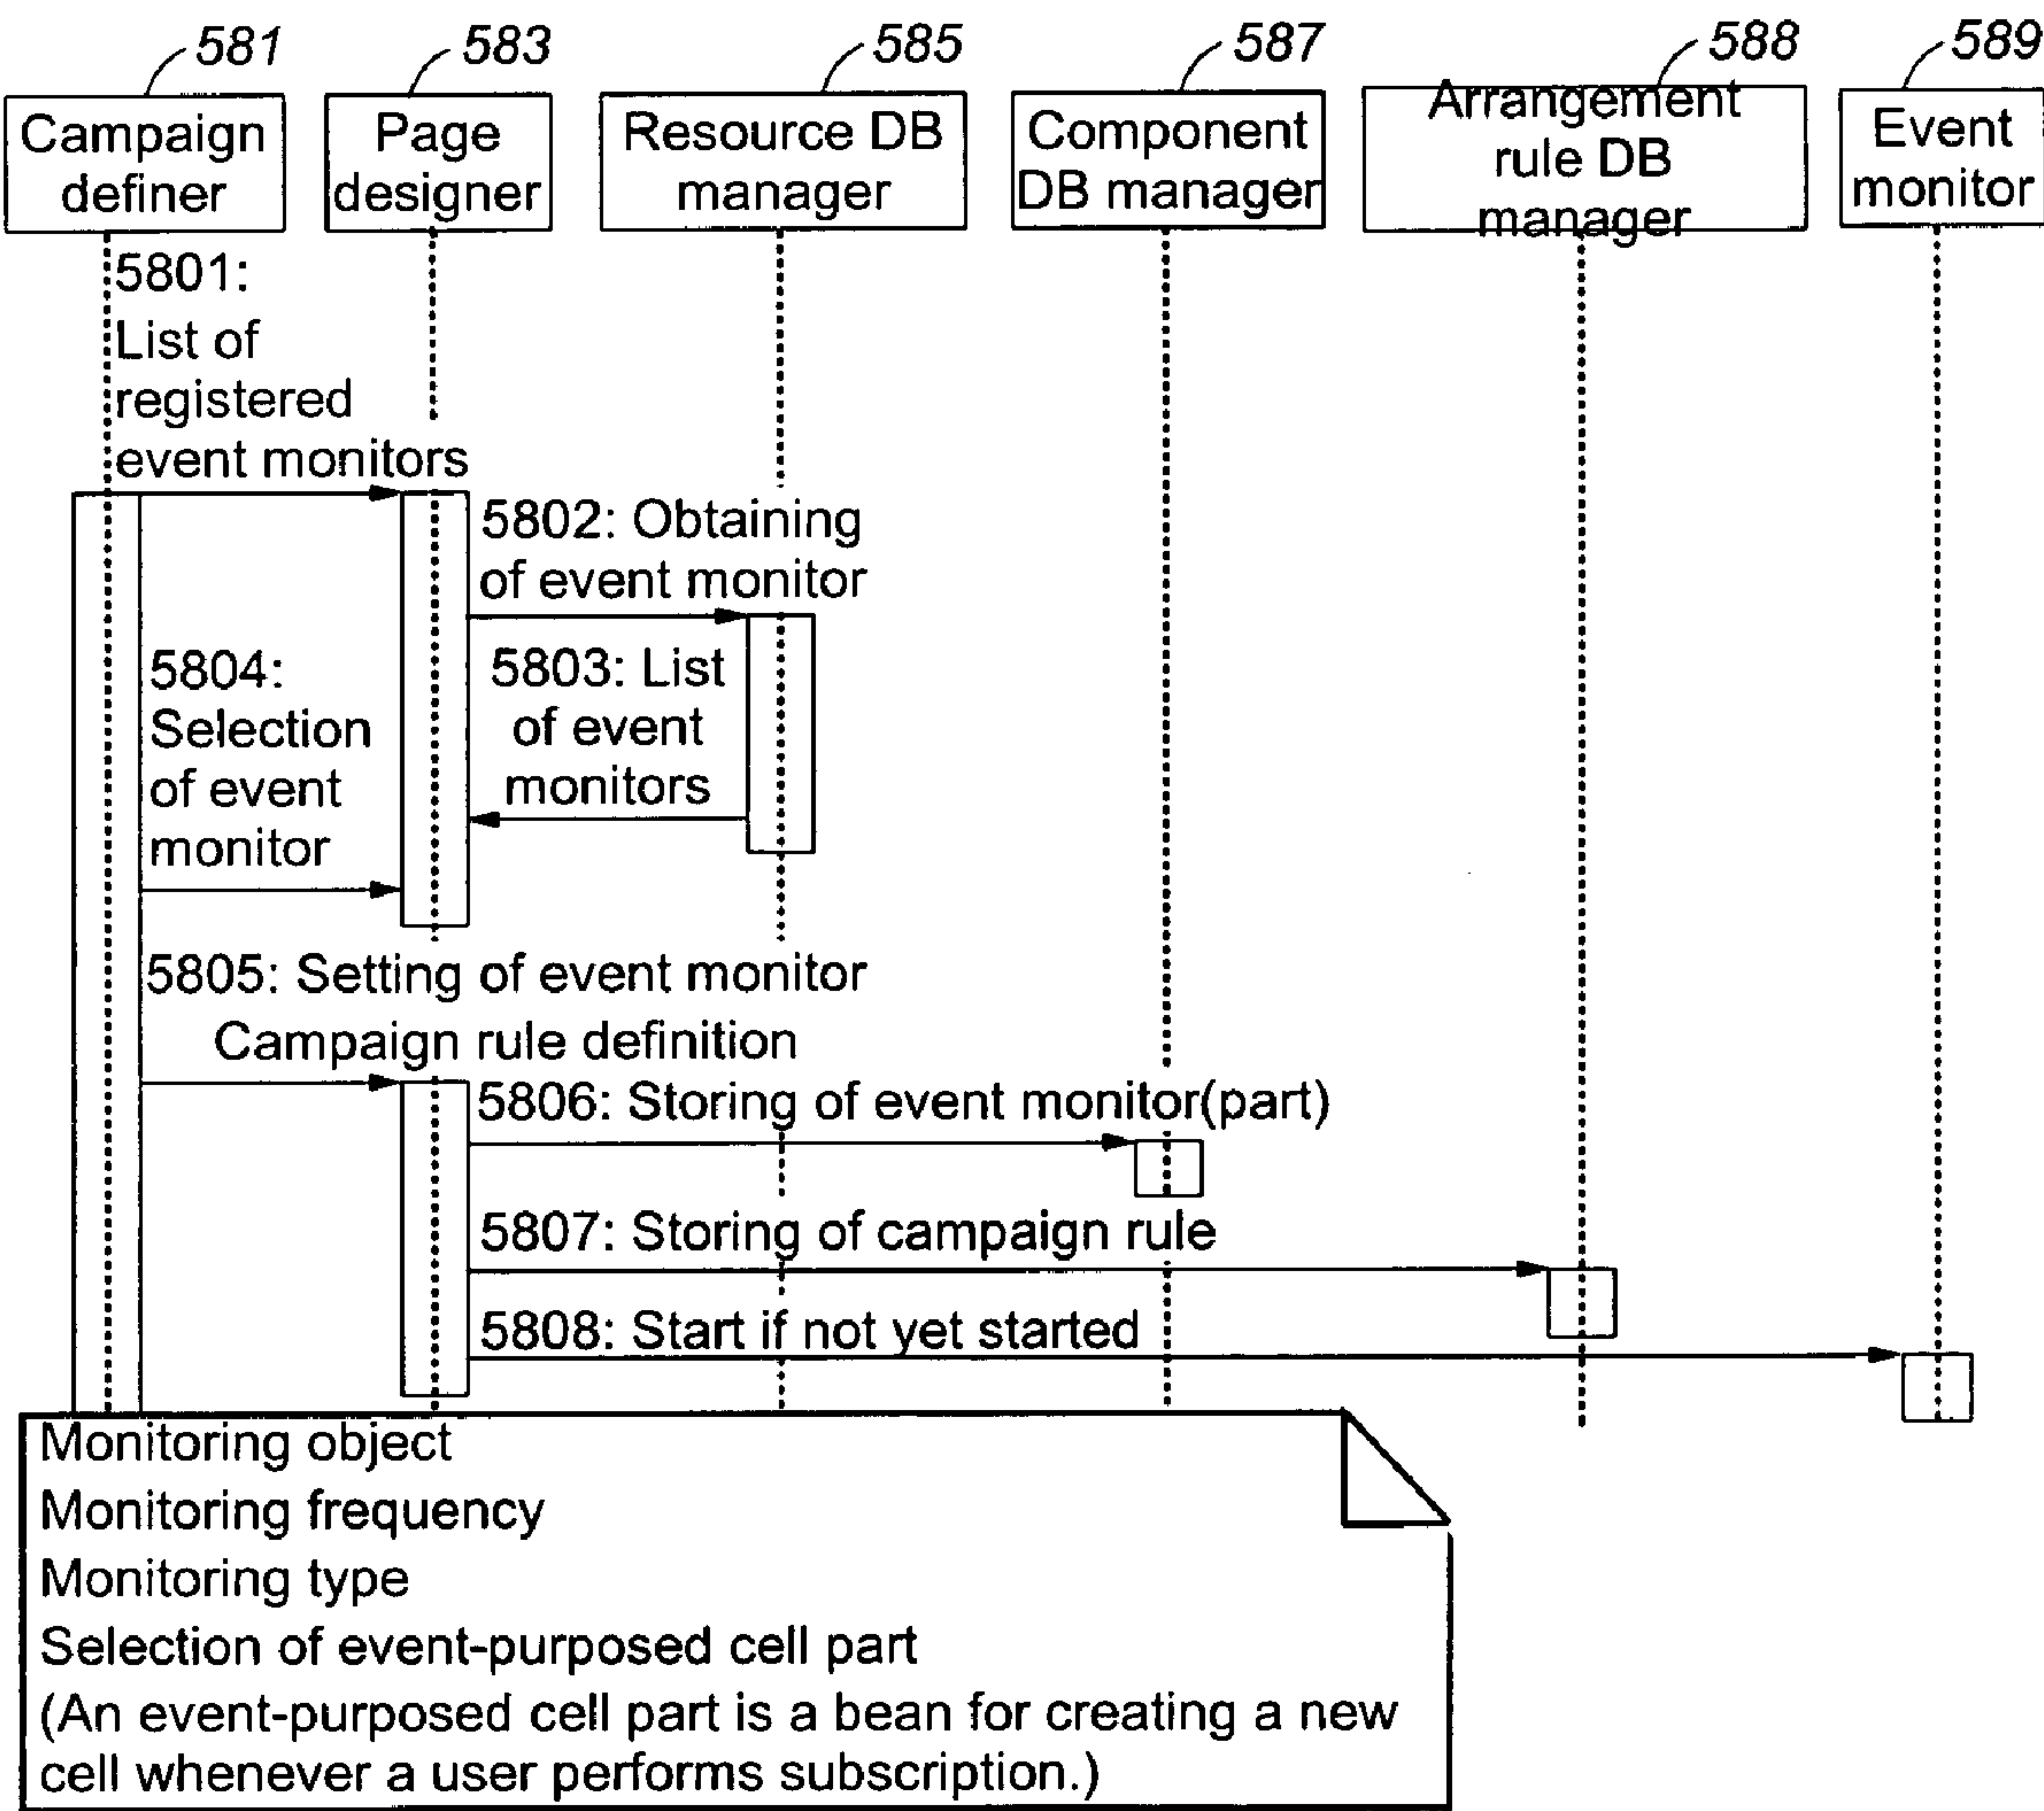 581
583
585
587
588
589
Campaign
definer
Page
designer
Resource DB
manager
Component
DB manager
Arrangement
rule DB
manager
Event
monitor
5801:
List of
registered
event monitors
5802: Obtaining
of event monitor
5803: List
of event
monitors
5804:
Selection
of event
monitor
5805: Setting of event monitor
Campaign rule definition
5806: Storing of event monitor(part)
5807: Storing of campaign rule
5808: Start if not yet started
Monitoring object
Monitoring frequency
Monitoring type
Selection of event-purposed cell part
(An event-purposed cell part is a bean for creating a new
cell whenever a user performs subscription.)